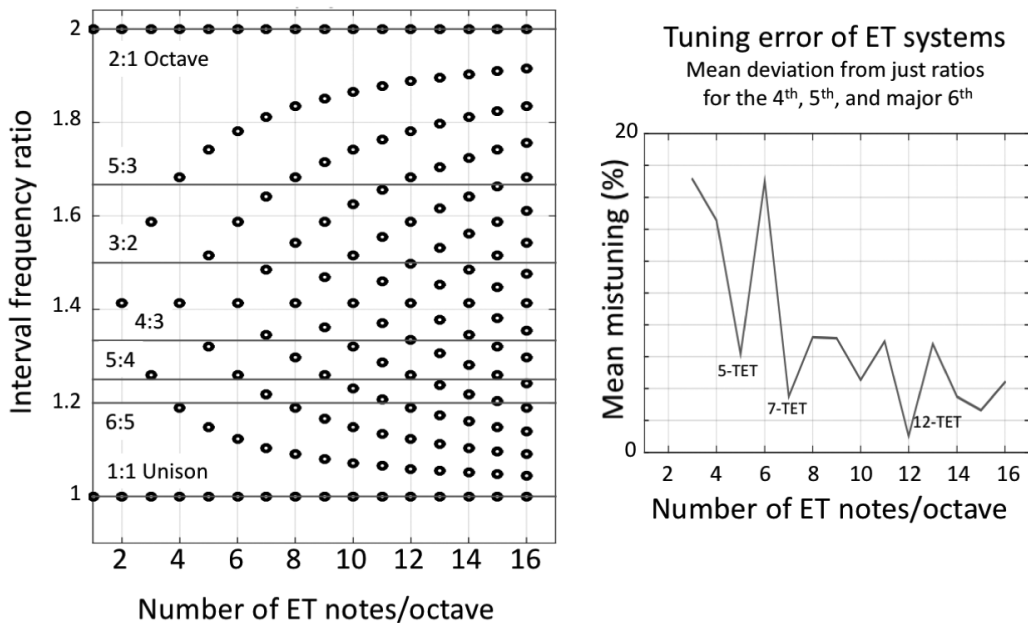 2
1.8
1.6
1.4
1.2
1
2:1 Octave
5:3
3:2
4:3
5:4
6:5
1:1 Unison
Interval frequency ratio
2 4 6 8 10 12 14 16
Number of ET notes/octave
Tuning error of ET systems
Mean deviation from just ratios
for the 4th, 5th, and major 6th
20
0
Mean mistuning (%)
5-TET
7-TET
12-TET
2 4 6 8 10 12 14 16
Number of ET notes/octave